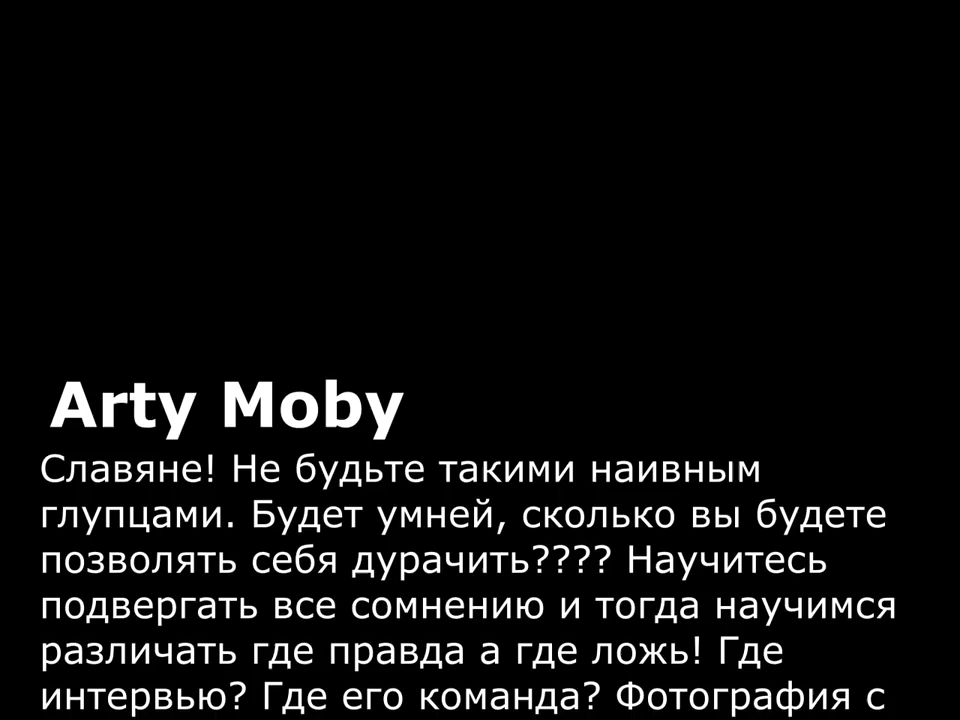 Arty Moby
Славяне! Не будьте такими наивным
глупцами. Будет умней, сколько вы будете
позволять себя дурачить???? Научитесь
подвергать все сомнению и тогда научимся
различать где правда а где ложь! Где
интервью? Где его команда? Фотография с